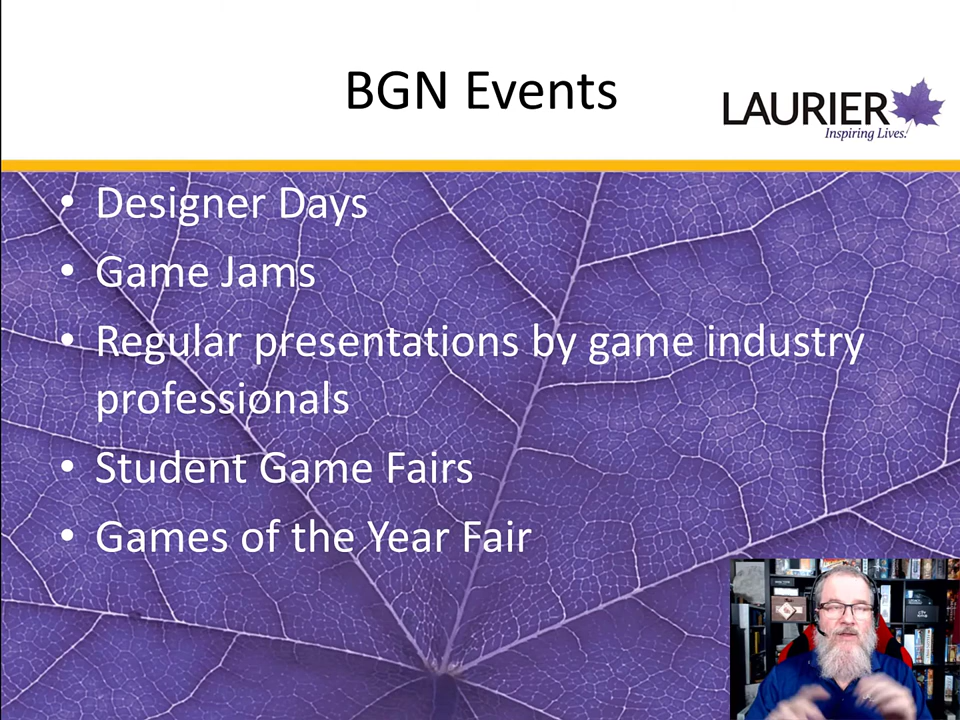 BGN Events
LAURIER
Inspiring Lives.
• Designer Days
• Game Jams
• Regular presentations by game industry
professionals
• Student Game Fairs
• Games of the Year Fair